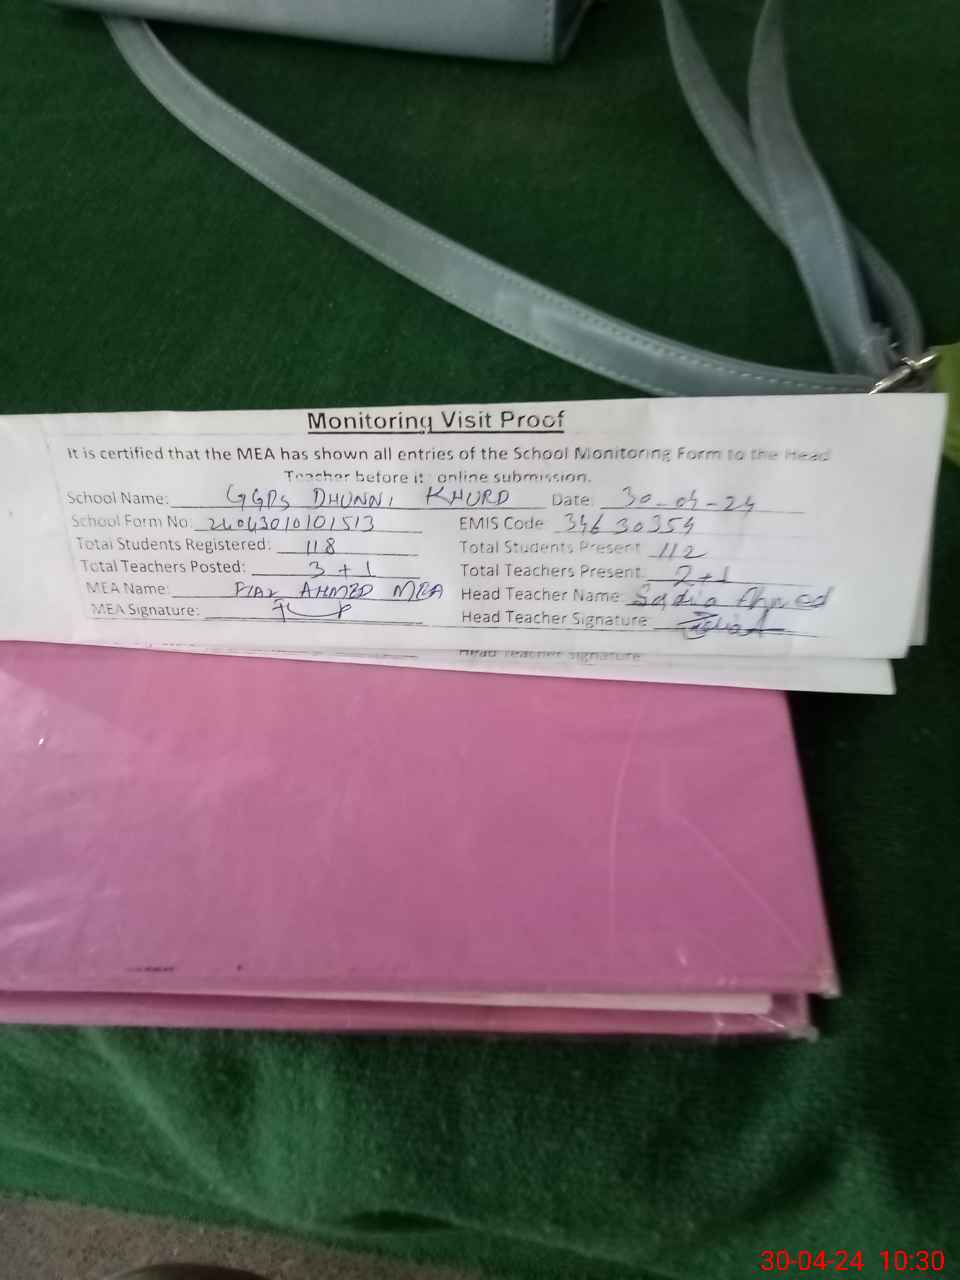 Monitoring Visit Proof
It is certified that the MEA has shown all entries of the School Monitoring Form to the Head
Teacher before it online submission.
School Name: GGPS DHUNNI KHURD Date: 30-04-24
School Form No: 24043010101513 EMIS Code 34630354
Total Students Registered: 118 Total Students Present 112
Total Teachers Posted: 3+1 Total Teachers Present. 2+1
MEA Name: AHMED MEA Head Teacher Name: Sadia Ahmed
MEA Signature: Head Teacher Signature:
Head Teacher Signature
30-04-24 10:30